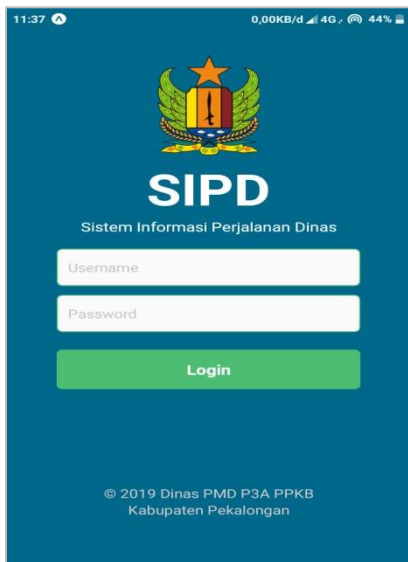 11:37 0,00KB/d 4G 44%
SIPD
Sistem Informasi Perjalanan Dinas
Username
Password
Login
© 2019 Dinas PMD P3A PPKB
Kabupaten Pekalongan